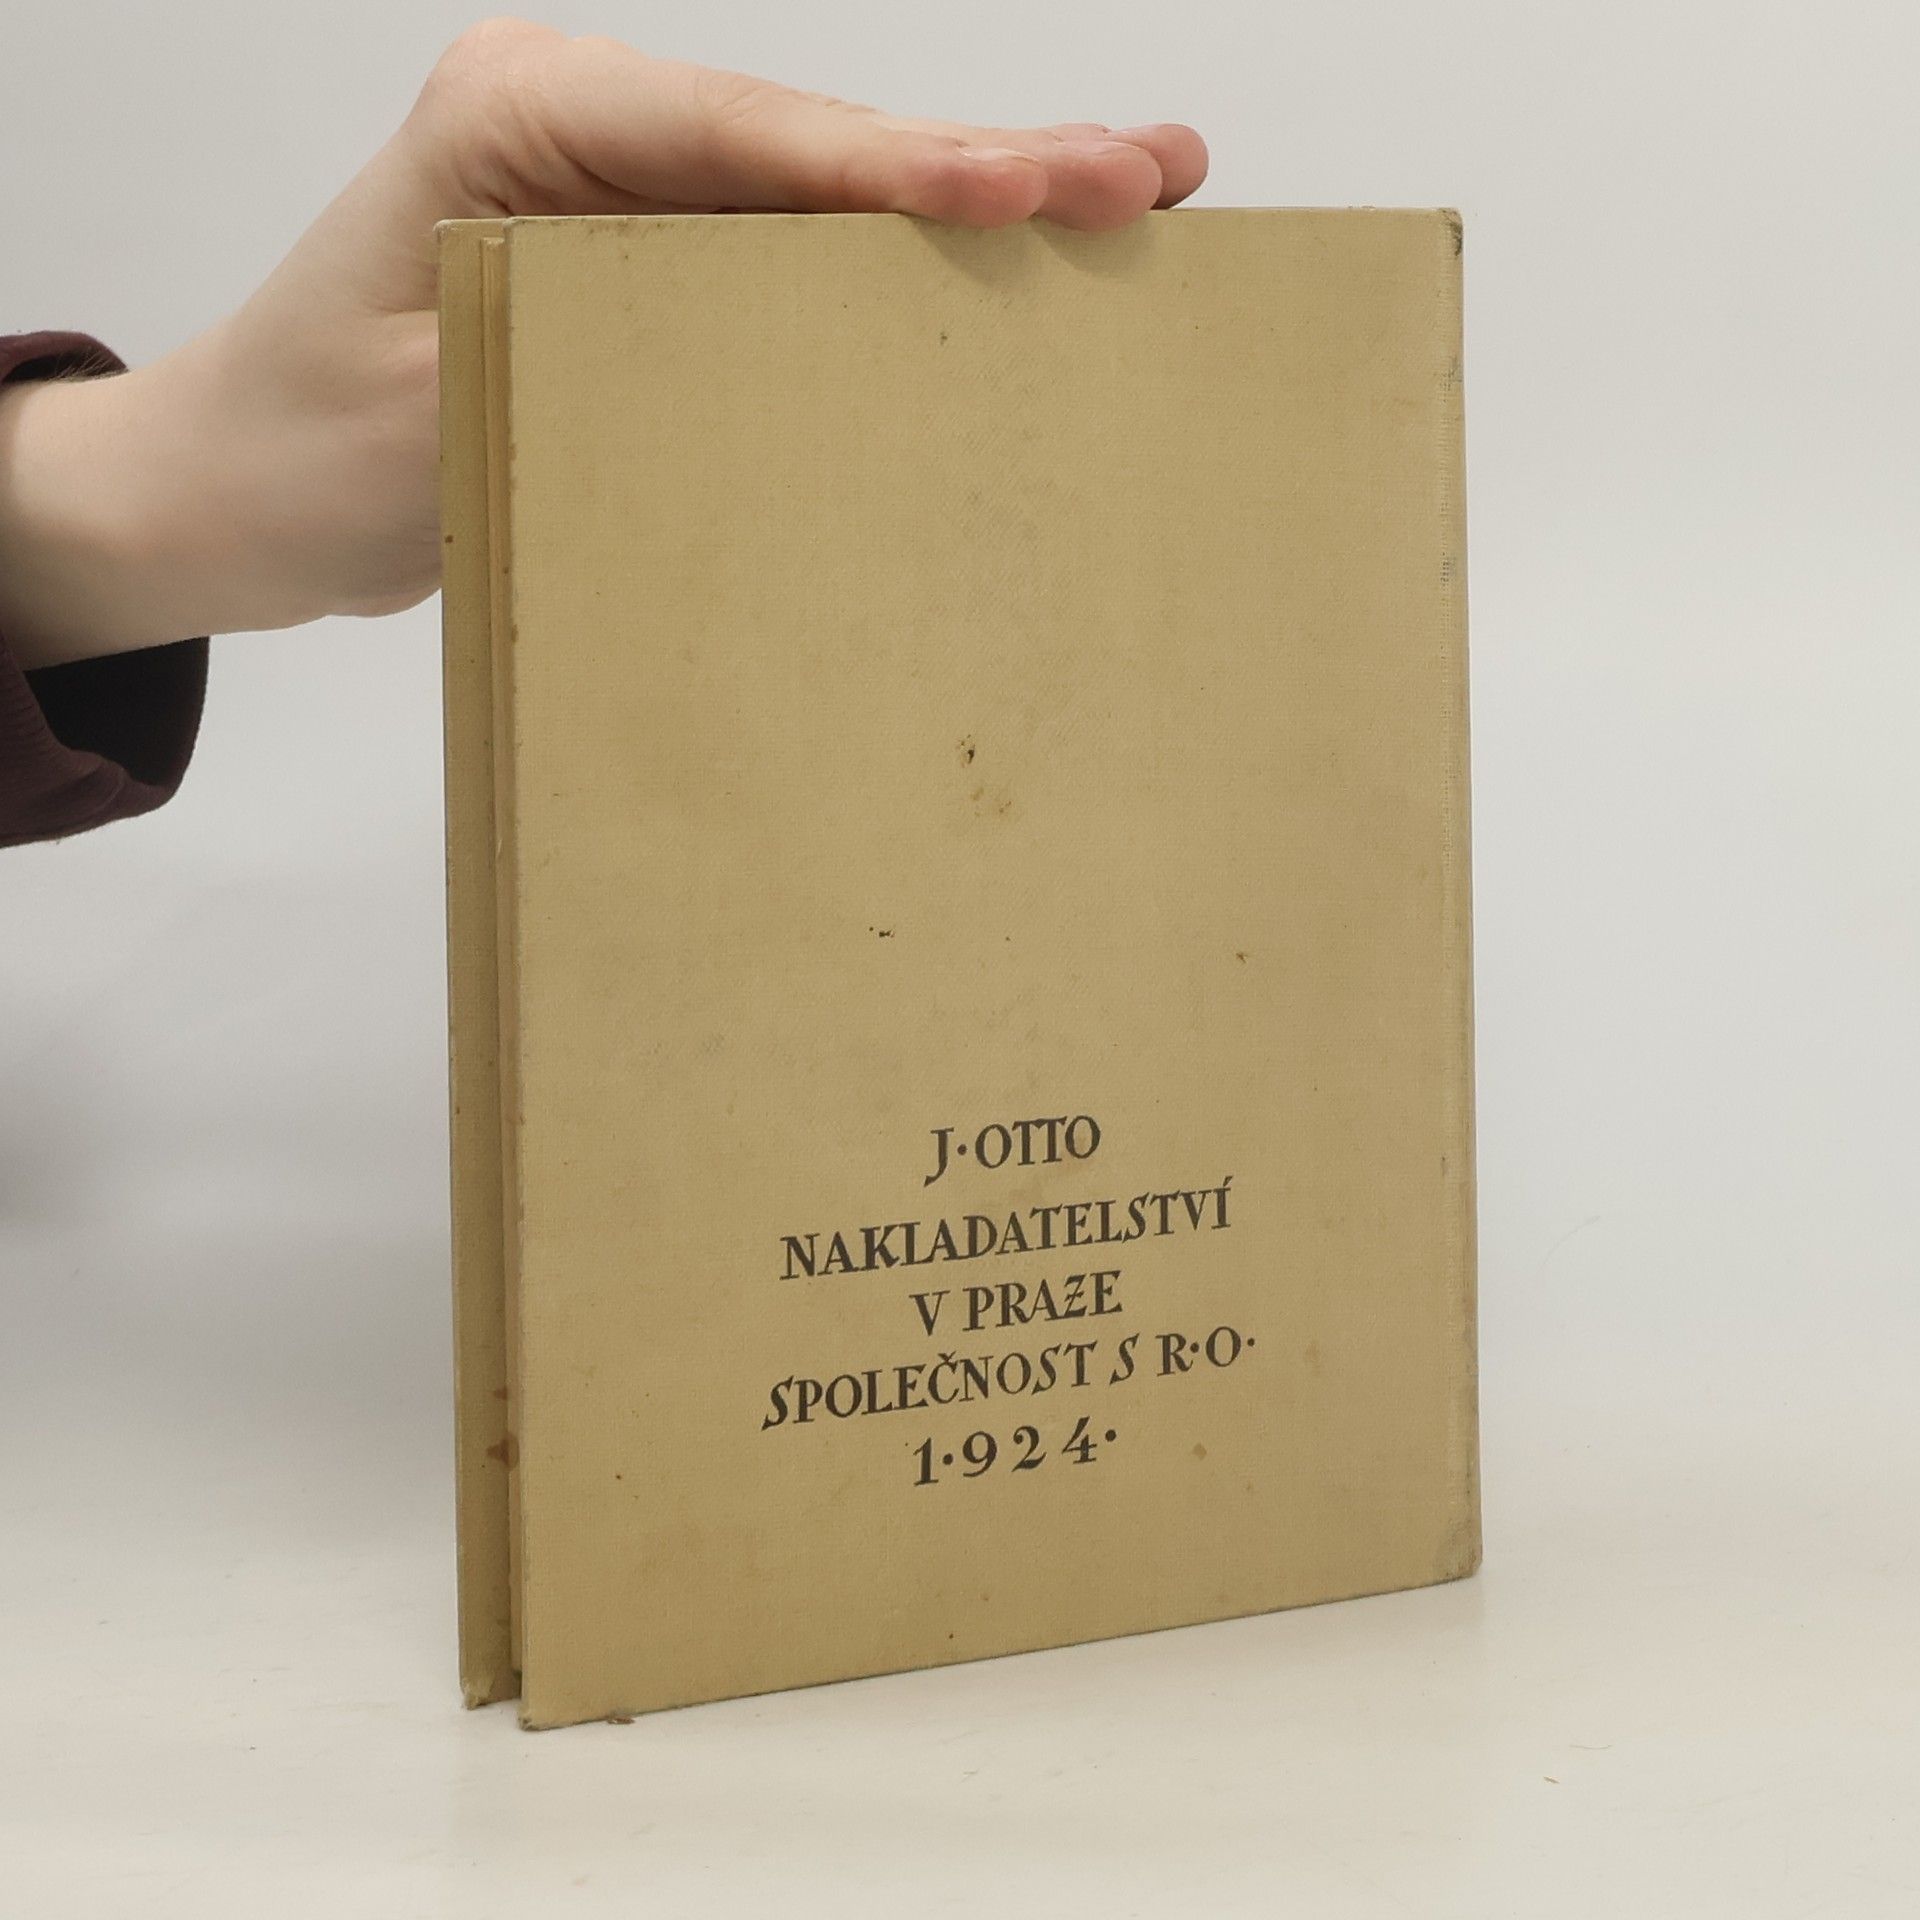 J·OTTO
NAKLADATELSTVÍ
V PRAZE
SPOLEČNOST S R·O·
1·924·